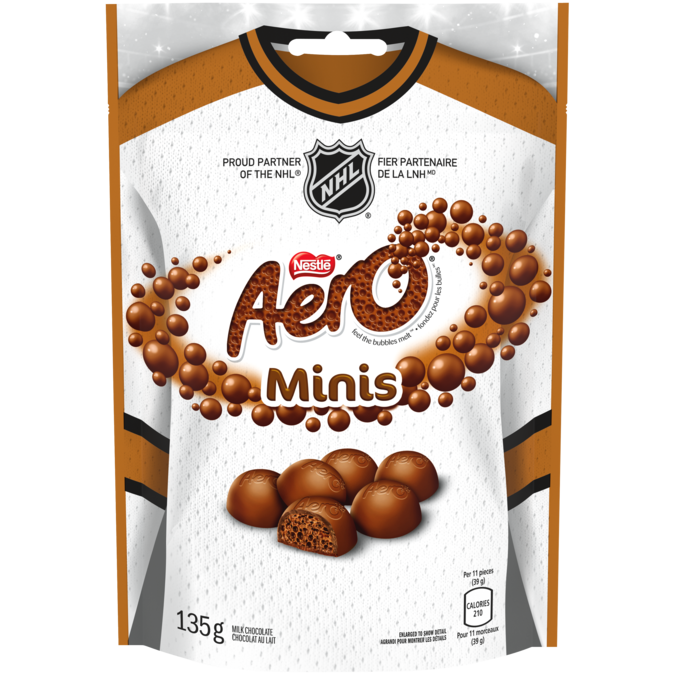 PROUD PARTNER
OF THE NHL®
NHL
®
FIER PARTENAIRE
DE LA LNH MD
Nestlé ®
Aero ®
feel the bubbles melt™ • fondez pour les bulles™
Minis
Per 11 pieces
(39 g)
CALORIES
210
Pour 11 morceaux
(39 g)
135 g
MILK CHOCOLATE
CHOCOLAT AU LAIT
ENLARGED TO SHOW DETAIL
AGRANDI POUR MONTRER LES DÉTAILS